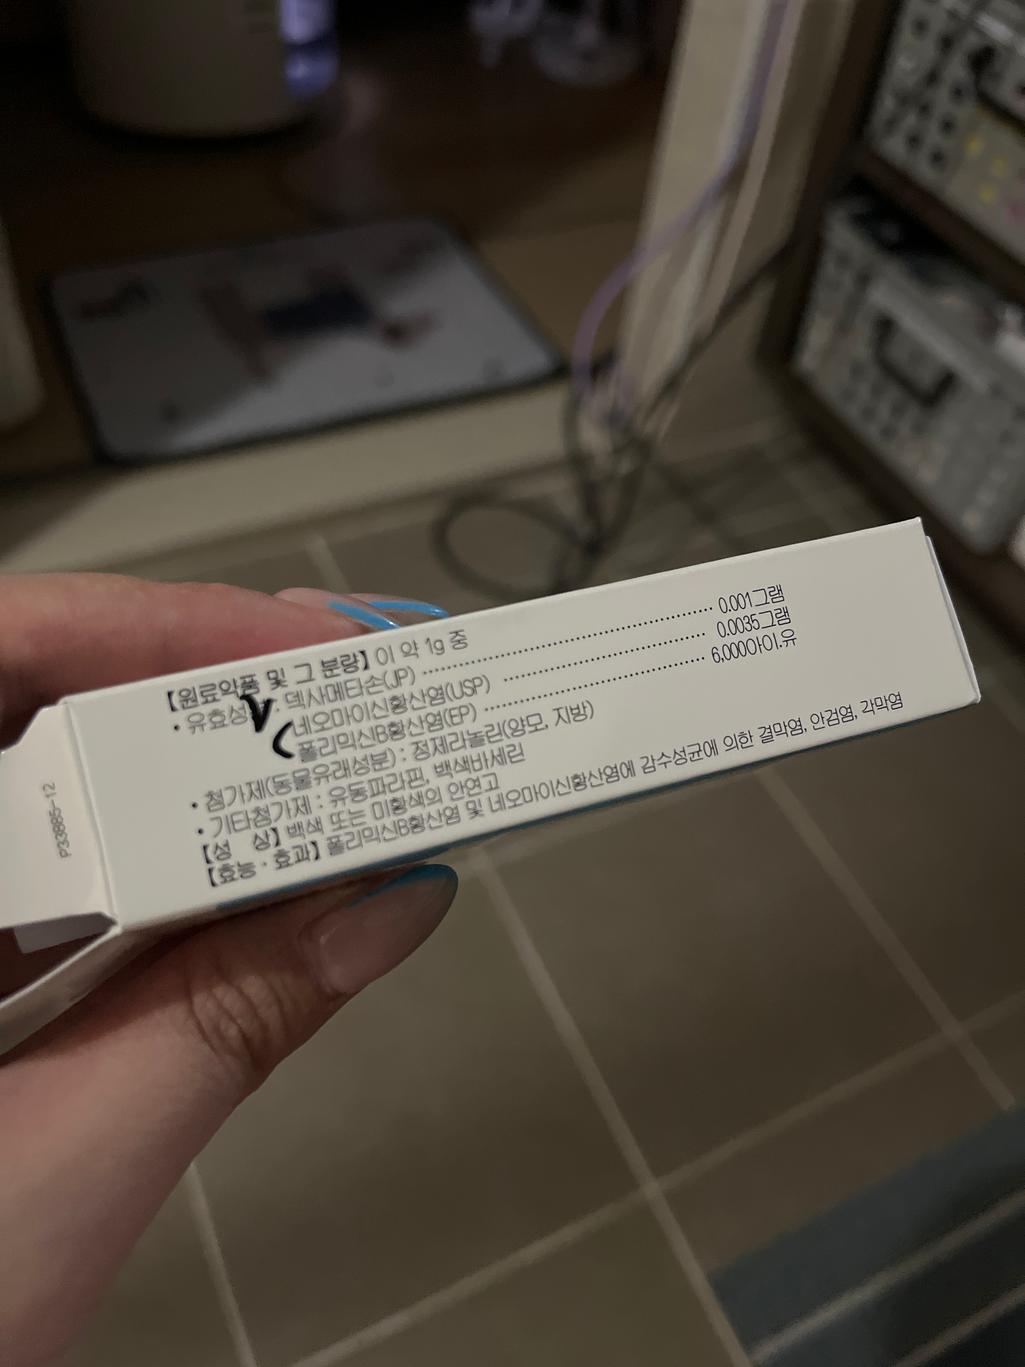 【원료약품 및 그 분량】 이 약 1g 중
• 유효성 : 덱사메타손(JP) ········ 0.001그램
네오마이신황산염(USP) ········ 0.0035그램
폴리믹신B황산염(EP) ········ 6,000아이.유
• 첨가제(동물유래성분) : 정제라놀린(양모, 지방)
• 기타첨가제 : 유동파라핀, 백색바세린
【성 상】 백색 또는 미황색의 안연고
【효능·효과】 폴리믹신B황산염 및 네오마이신황산염에 감수성균에 의한 결막염, 안검염, 각막염
P33865-12